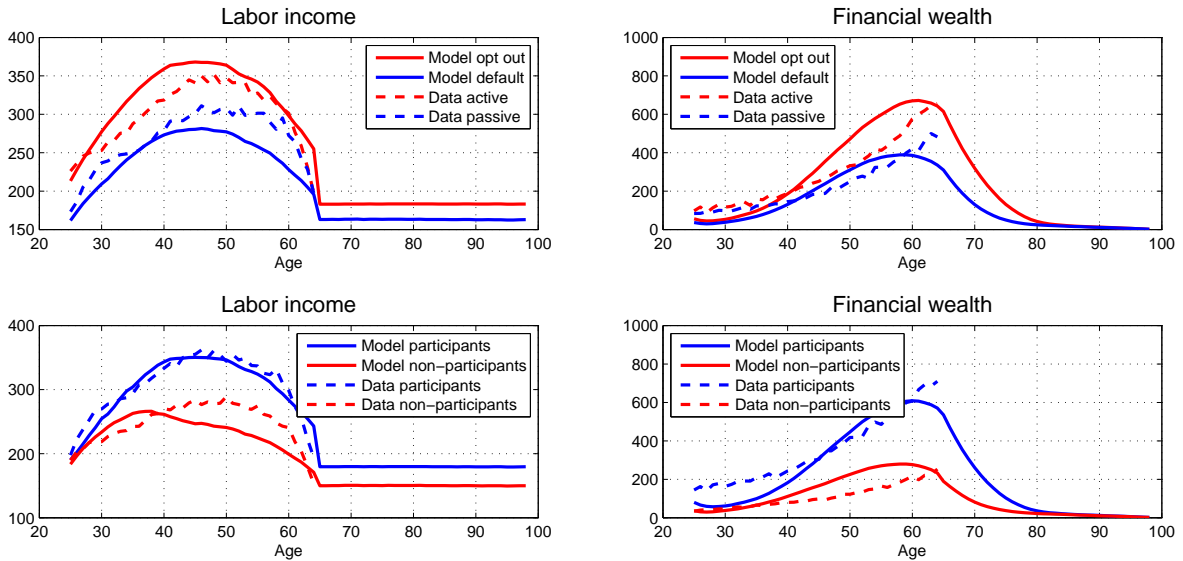 Labor income
400
350
300
250
200
150
20 30 40 50 60 70 80 90 100
Age
Model opt out
Model default
Data active
Data passive
Financial wealth
1000
800
600
400
200
0
20 30 40 50 60 70 80 90 100
Age
Model opt out
Model default
Data active
Data passive
Labor income
400
300
200
100
20 30 40 50 60 70 80 90 100
Age
Model participants
Model non−participants
Data participants
Data non−participants
Financial wealth
1000
800
600
400
200
0
20 30 40 50 60 70 80 90 100
Age
Model participants
Model non−participants
Data participants
Data non−participants